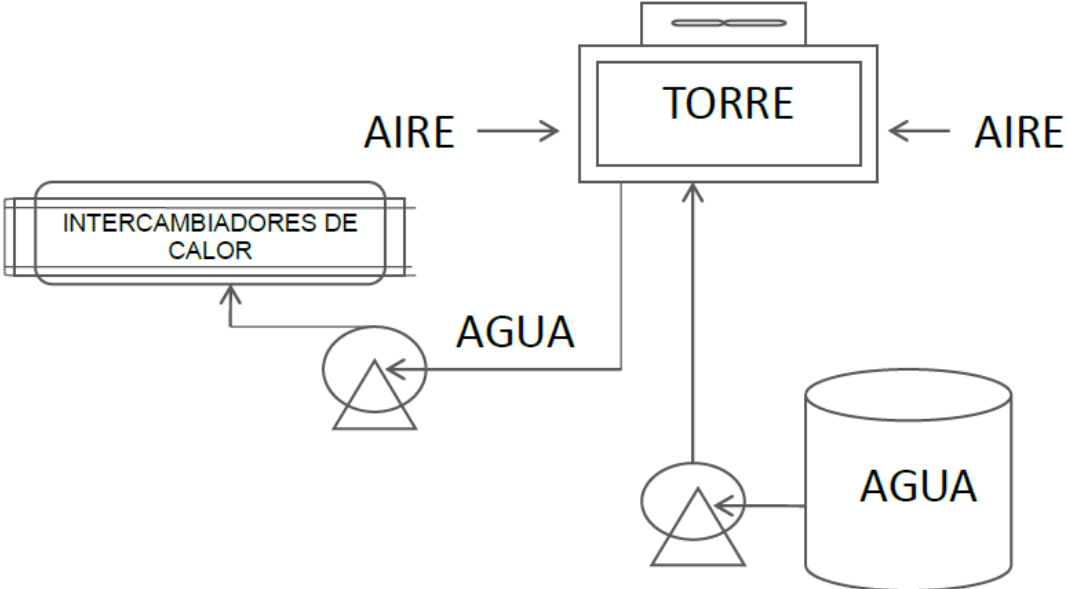 TORRE
AIRE
AIRE
INTERCAMBIADORES DE
CALOR
AGUA
AGUA